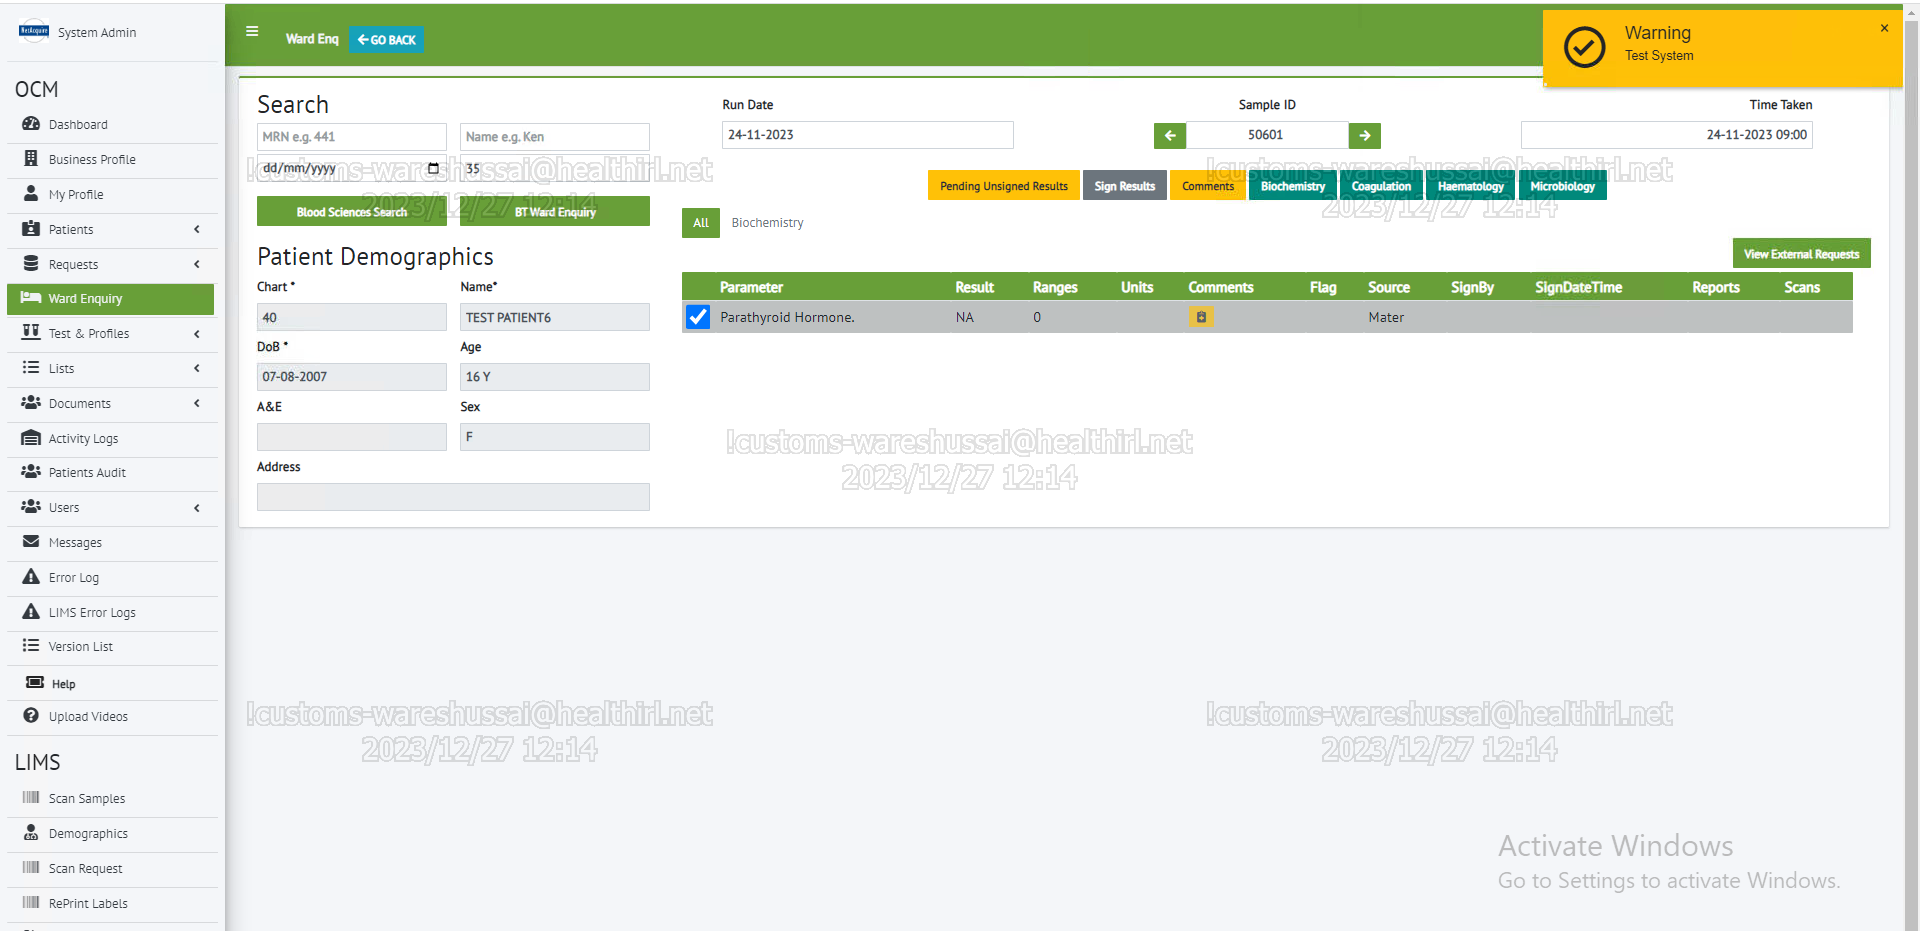 NetAcquire System Admin
OCM
Dashboard
Business Profile
My Profile
Patients
Requests
Ward Enquiry
Test & Profiles
Lists
Documents
Activity Logs
Patients Audit
Users
Messages
Error Log
LIMS Error Logs
Version List
Help
Upload Videos
LIMS
Scan Samples
Demographics
Scan Request
RePrint Labels
Ward Enq GO BACK
Warning
Test System
Search
MRN e.g. 441 Name e.g. Ken
dd/mm/yyyy 35
Blood Sciences Search BT Ward Enquiry
Patient Demographics
Chart * Name*
40 TEST PATIENT6
DoB * Age
07-08-2007 16 Y
A&E Sex
F
Address
Run Date Sample ID Time Taken
24-11-2023 50601 24-11-2023 09:00
Pending Unsigned Results Sign Results Comments Biochemistry Coagulation Haematology Microbiology
All Biochemistry
View External Requests
Parameter Result Ranges Units Comments Flag Source SignBy SignDateTime Reports Scans
Parathyroid Hormone. NA 0 Mater
!customs-wareshussai@healthirl.net
2023/12/27 12:14
!customs-wareshussai@healthirl.net
2023/12/27 12:14
!customs-wareshussai@healthirl.net
2023/12/27 12:14
!customs-wareshussai@healthirl.net
2023/12/27 12:14
!customs-wareshussai@healthirl.net
2023/12/27 12:14
Activate Windows
Go to Settings to activate Windows.